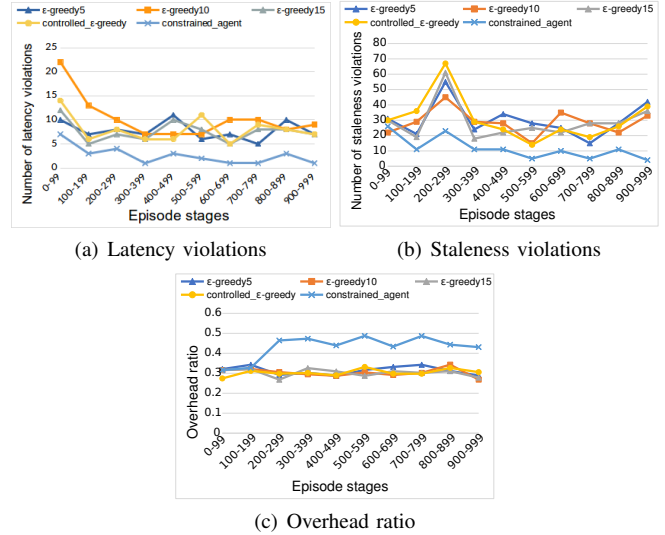 ε-greedy5 ε-greedy10 ε-greedy15
controlled_ε-greedy constrained_agent
Number of latency violations
25
20
15
10
5
0
0-99 100-199 200-299 300-399 400-499 500-599 600-699 700-799 800-899 900-999
Episode stages
(a) Latency violations
ε-greedy5 ε-greedy10 ε-greedy15
controlled_ε-greedy constrained_agent
Number of staleness violations
80
70
60
50
40
30
20
10
0
0-99 100-199 200-299 300-399 400-499 500-599 600-699 700-799 800-899 900-999
Episode stages
(b) Staleness violations
ε-greedy5 ε-greedy10 ε-greedy15
controlled_ε-greedy constrained_agent
Overhead ratio
0.6
0.5
0.4
0.3
0.2
0.1
0
0-99 100-199 200-299 300-399 400-499 500-599 600-699 700-799 800-899 900-999
Episode stages
(c) Overhead ratio